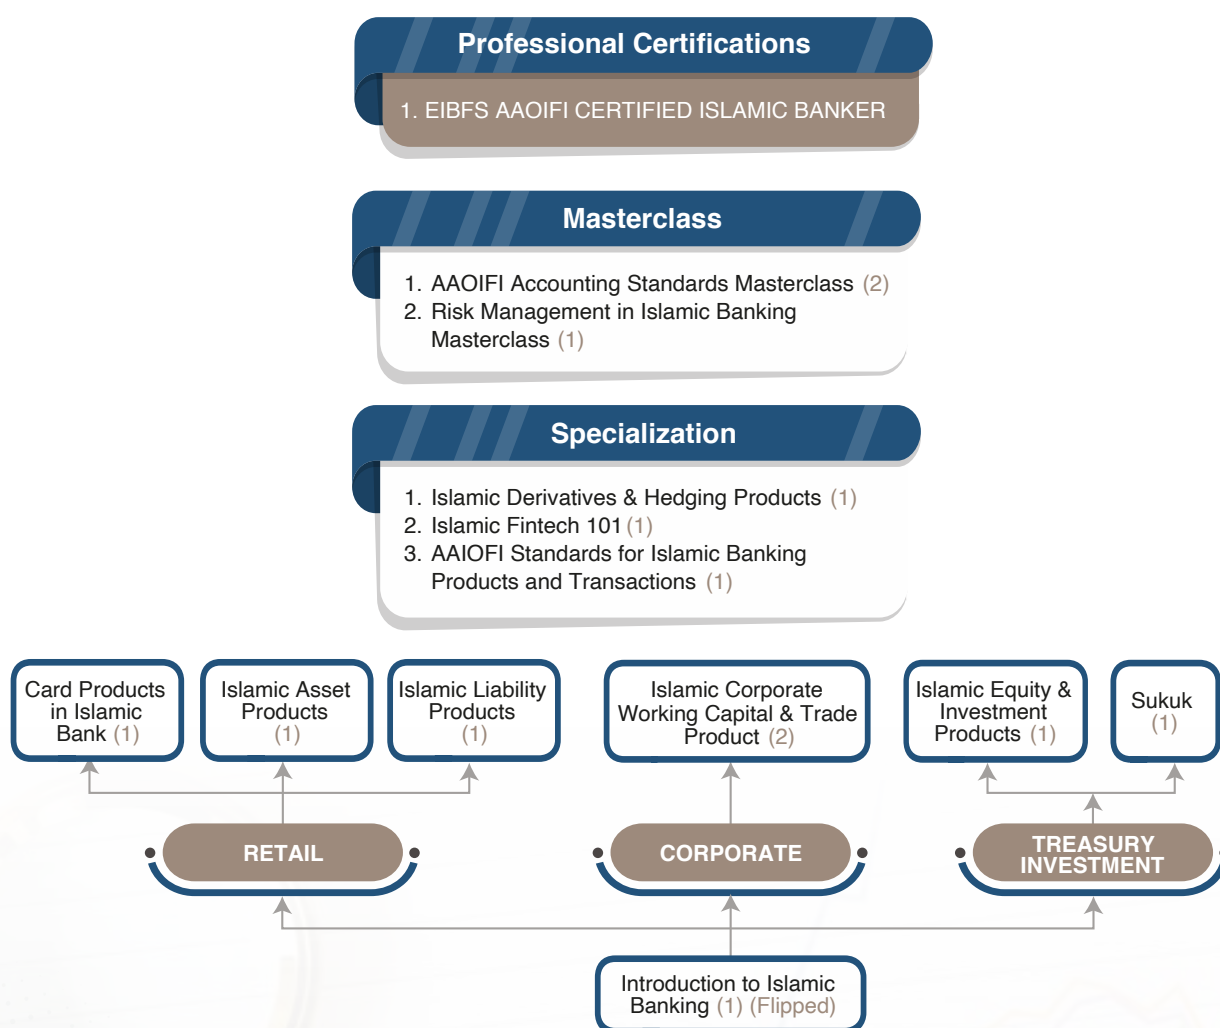 Professional Certifications
1. EIBFS AAOIFI CERTIFIED ISLAMIC BANKER
Masterclass
1. AAOIFI Accounting Standards Masterclass (2)
2. Risk Management in Islamic Banking
Masterclass (1)
Specialization
1. Islamic Derivatives & Hedging Products (1)
2. Islamic Fintech 101 (1)
3. AAIOFI Standards for Islamic Banking
Products and Transactions (1)
Card Products
in Islamic
Bank (1)
Islamic Asset
Products
(1)
Islamic Liability
Products
(1)
Islamic Corporate
Working Capital & Trade
Product (2)
Islamic Equity &
Investment
Products (1)
Sukuk
(1)
RETAIL
CORPORATE
TREASURY
INVESTMENT
Introduction to Islamic
Banking (1) (Flipped)